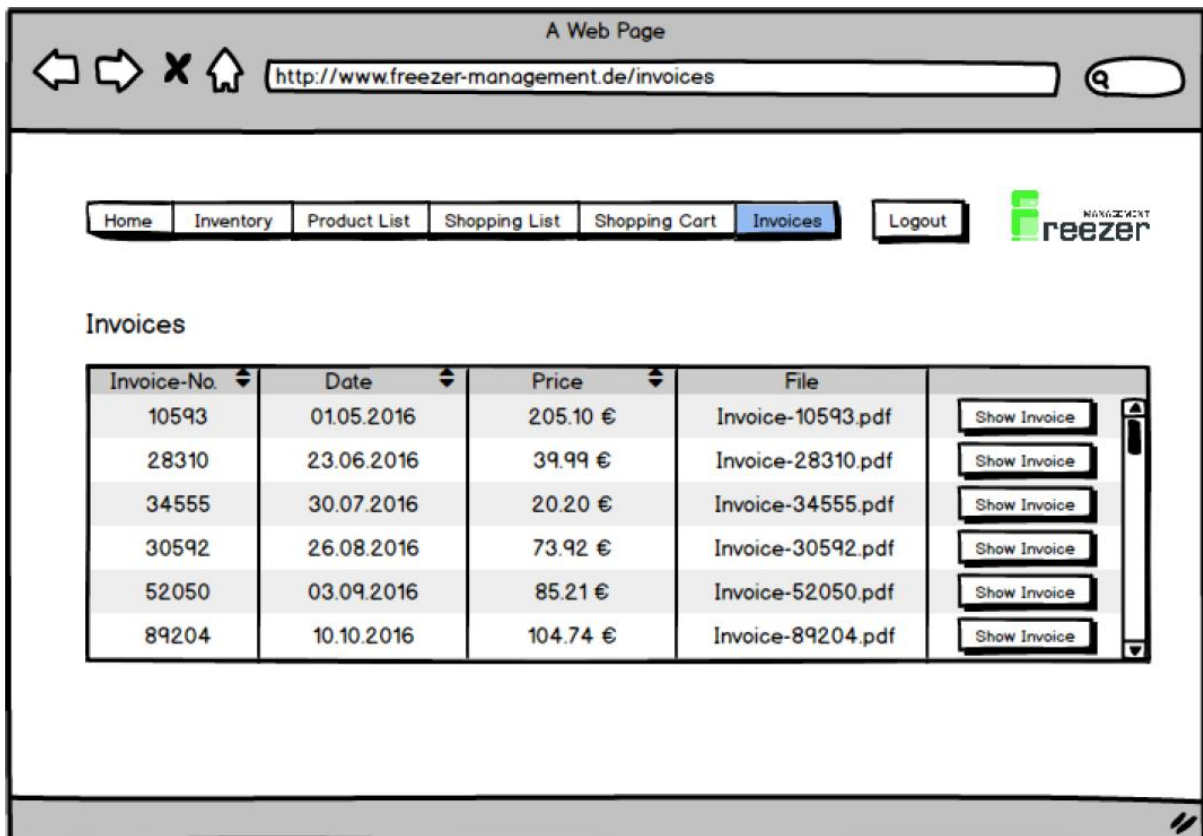 A Web Page
http://www.freezer-management.de/invoices
Home Inventory Product List Shopping List Shopping Cart Invoices Logout
MANAGEMENT
Freezer
Invoices
Invoice-No. Date Price File
10593 01.05.2016 205.10 € Invoice-10593.pdf Show Invoice
28310 23.06.2016 39.99 € Invoice-28310.pdf Show Invoice
34555 30.07.2016 20.20 € Invoice-34555.pdf Show Invoice
30592 26.08.2016 73.92 € Invoice-30592.pdf Show Invoice
52050 03.09.2016 85.21 € Invoice-52050.pdf Show Invoice
89204 10.10.2016 104.74 € Invoice-89204.pdf Show Invoice